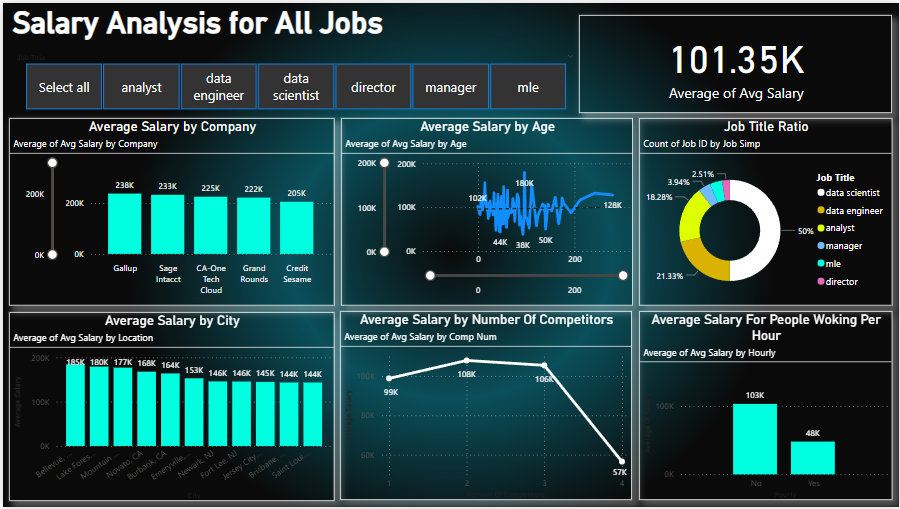 Salary Analysis for All Jobs
Job Title
Select all
analyst
data
engineer
data
scientist
director
manager
mle
101.35K
Average of Avg Salary
Average Salary by Company
Average of Avg Salary by Company
200K
0K
200K
0K
238K
233K
225K
222K
205K
Gallup
Sage
Intacct
CA-One
Tech
Cloud
Grand
Rounds
Credit
Sesame
Average Salary by Age
Average of Avg Salary by Age
200K
100K
0K
200K
100K
0K
102K
180K
128K
44K
38K
50K
0
200
0
200
Job Title Ratio
Count of Job ID by Job Simp
2.51%
3.94%
18.28%
21.33%
50%
Job Title
data scientist
data engineer
analyst
manager
mle
director
Average Salary by City
Average of Avg Salary by Location
Average Salary
200K
100K
0K
185K
180K
177K
168K
164K
153K
146K
146K
145K
144K
144K
Bellevue, ...
Lake Fores...
Mountain ...
Novato, CA
Burbank, CA
Emeryville,...
Newark, NJ
Fort Lee, NJ
Jersey City...
Brisbane, ...
Saint Loui...
City
Average Salary by Number Of Competitors
Average of Avg Salary by Comp Num
100K
80K
60K
99K
108K
106K
57K
1
2
3
4
Average Salary For People Woking Per
Hour
Average of Avg Salary by Hourly
100K
0K
103K
48K
No
Yes
Hourly